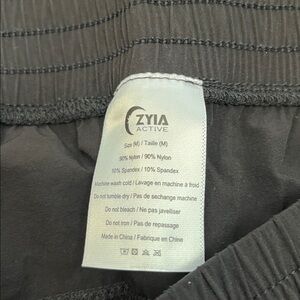 ZYIA
ACTIVE
Size (M) / Taille (M)
90% Nylon / 90% Nylon
10% Spandex / 10% Spandex
Machine wash cold / Lavage en machine à froid
Do not tumble dry / Pas de sechange machine
Do not bleach / Ne pas javelliser
Do not iron / Pas de repassage
Made in China / Fabrique en Chine